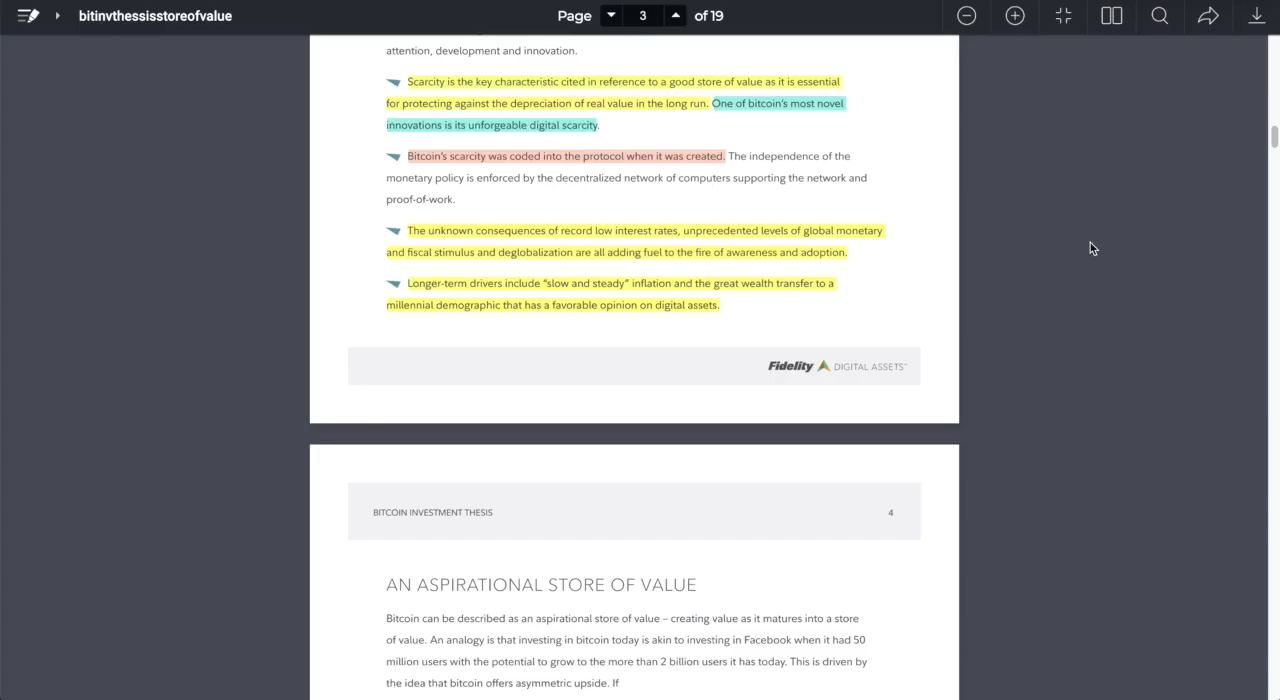 bitinvthessisstoreofvalue
Page 3 of 19
attention, development and innovation.
Scarcity is the key characteristic cited in reference to a good store of value as it is essential
for protecting against the depreciation of real value in the long run. One of bitcoin's most novel
innovations is its unforgeable digital scarcity.
Bitcoin's scarcity was coded into the protocol when it was created. The independence of the
monetary policy is enforced by the decentralized network of computers supporting the network and
proof-of-work.
The unknown consequences of record low interest rates, unprecedented levels of global monetary
and fiscal stimulus and deglobalization are all adding fuel to the fire of awareness and adoption.
Longer-term drivers include “slow and steady” inflation and the great wealth transfer to a
millennial demographic that has a favorable opinion on digital assets.
Fidelity DIGITAL ASSETS℠
BITCOIN INVESTMENT THESIS 4
AN ASPIRATIONAL STORE OF VALUE
Bitcoin can be described as an aspirational store of value – creating value as it matures into a store
of value. An analogy is that investing in bitcoin today is akin to investing in Facebook when it had 50
million users with the potential to grow to the more than 2 billion users it has today. This is driven by
the idea that bitcoin offers asymmetric upside. If